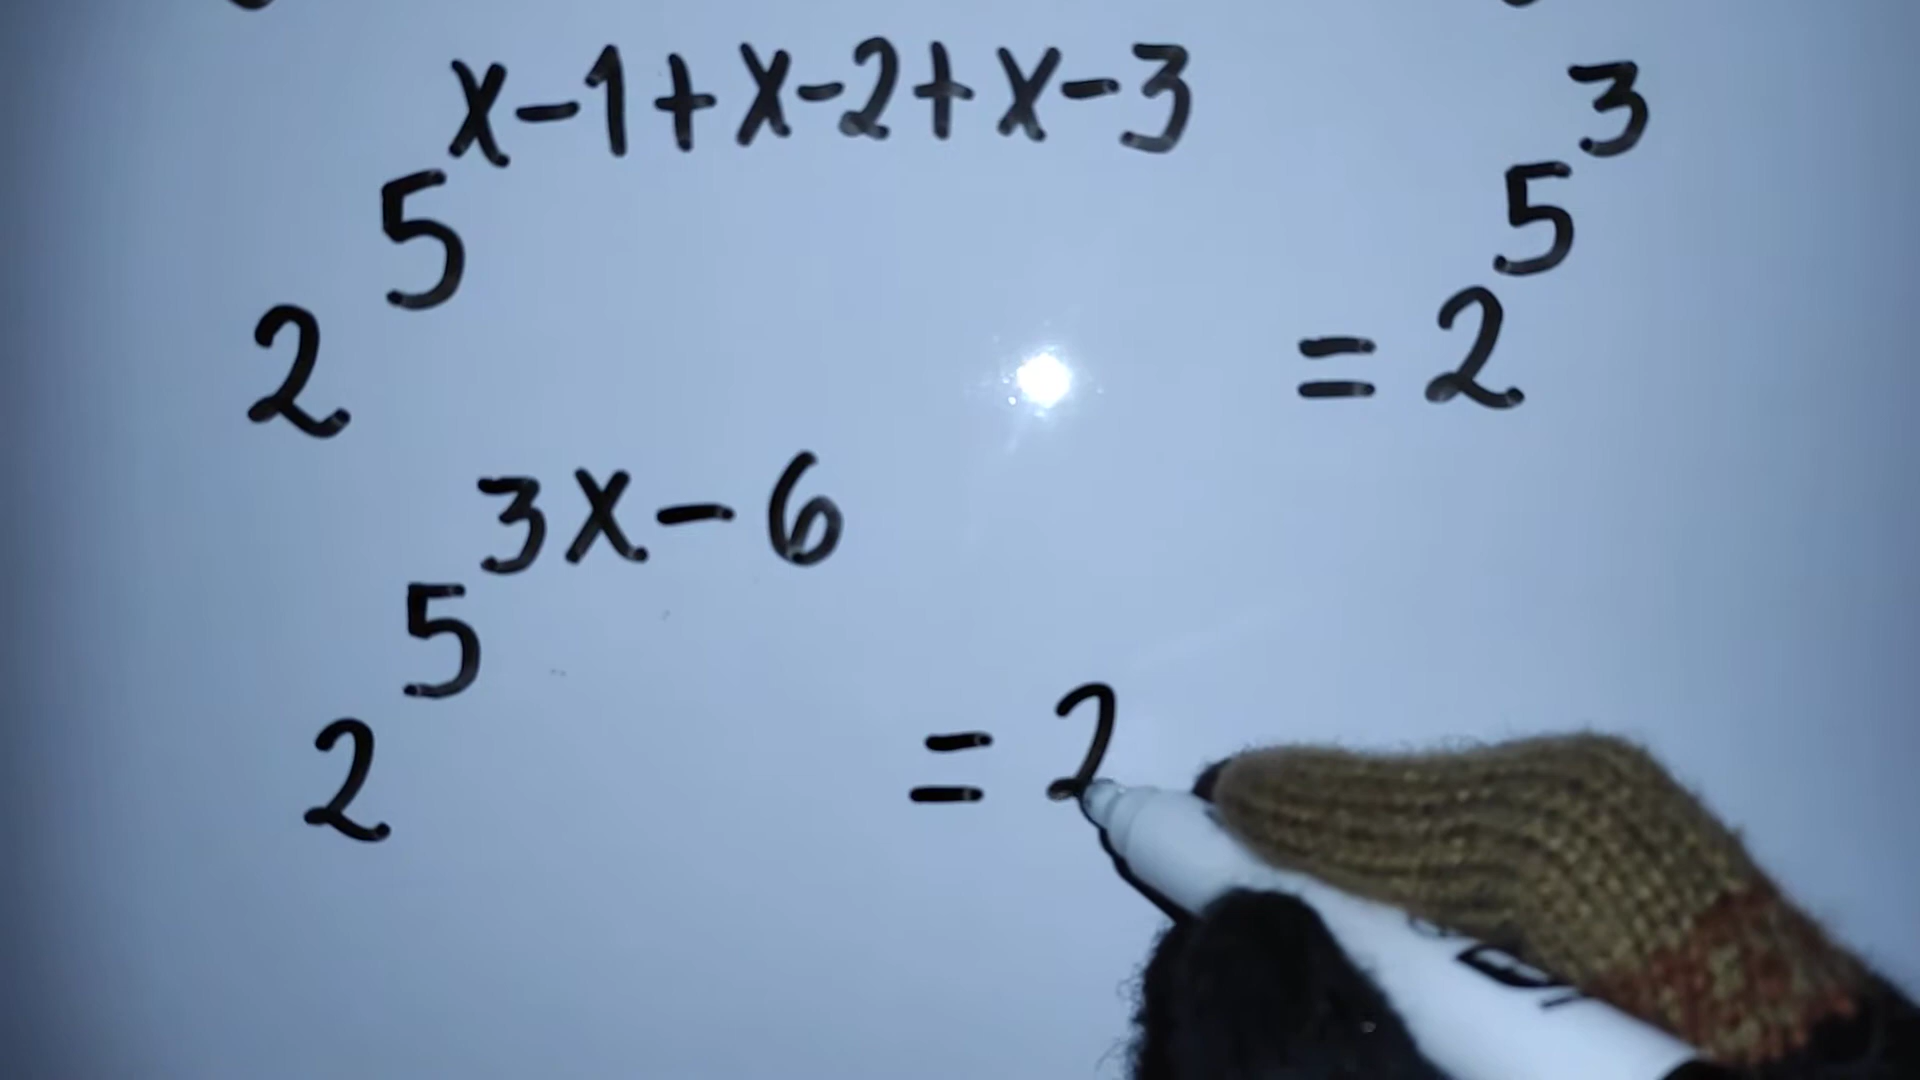 2^5^x-1+x-2+x-3 = 2^5^3
2^5^3x-6 = 2